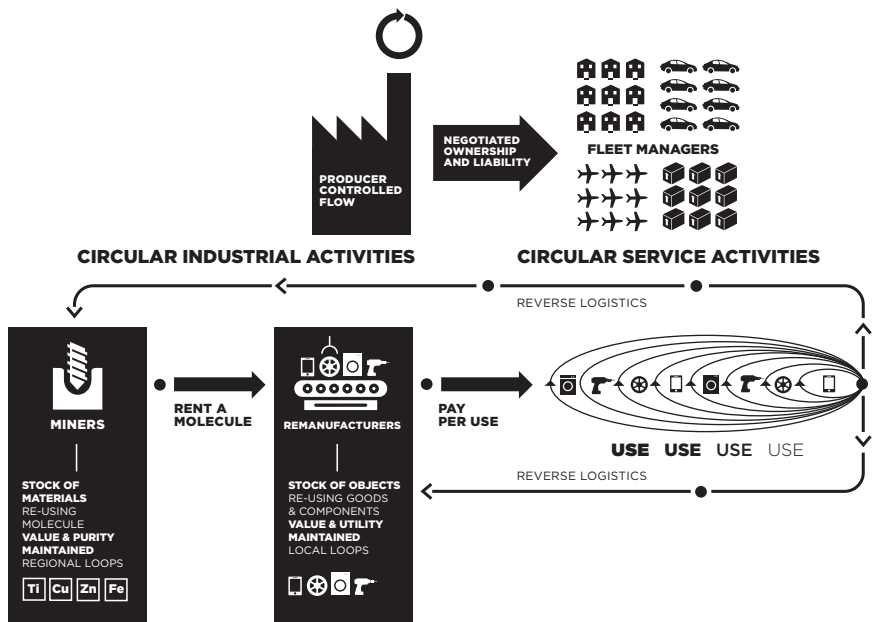 PRODUCER
CONTROLLED
FLOW
NEGOTIATED
OWNERSHIP
AND LIABILITY
FLEET MANAGERS
CIRCULAR INDUSTRIAL ACTIVITIES
CIRCULAR SERVICE ACTIVITIES
REVERSE LOGISTICS
MINERS
RENT A
MOLECULE
REMANUFACTURERS
PAY
PER USE
USE USE USE USE
REVERSE LOGISTICS
STOCK OF
MATERIALS
RE-USING
MOLECULE
VALUE & PURITY
MAINTAINED
REGIONAL LOOPS
Ti Cu Zn Fe
STOCK OF OBJECTS
RE-USING GOODS
& COMPONENTS
VALUE & UTILITY
MAINTAINED
LOCAL LOOPS